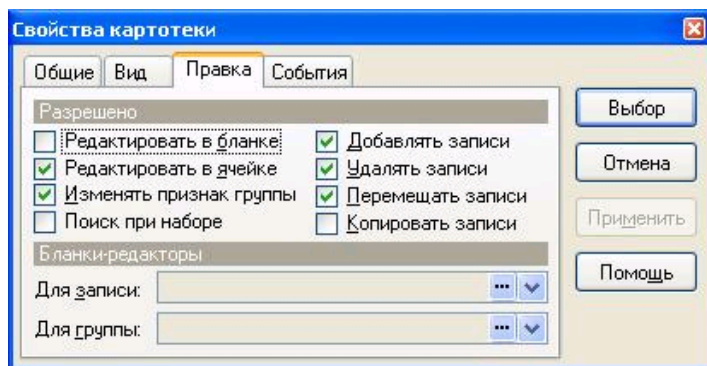 Свойства картотеки
Общие Вид Правка События
Разрешено
Редактировать в бланке Добавлять записи
Редактировать в ячейке Удалять записи
Изменять признак группы Перемещать записи
Поиск при наборе Копировать записи
Бланки-редакторы
Для записи:
Для группы:
Выбор
Отмена
Применить
Помощь